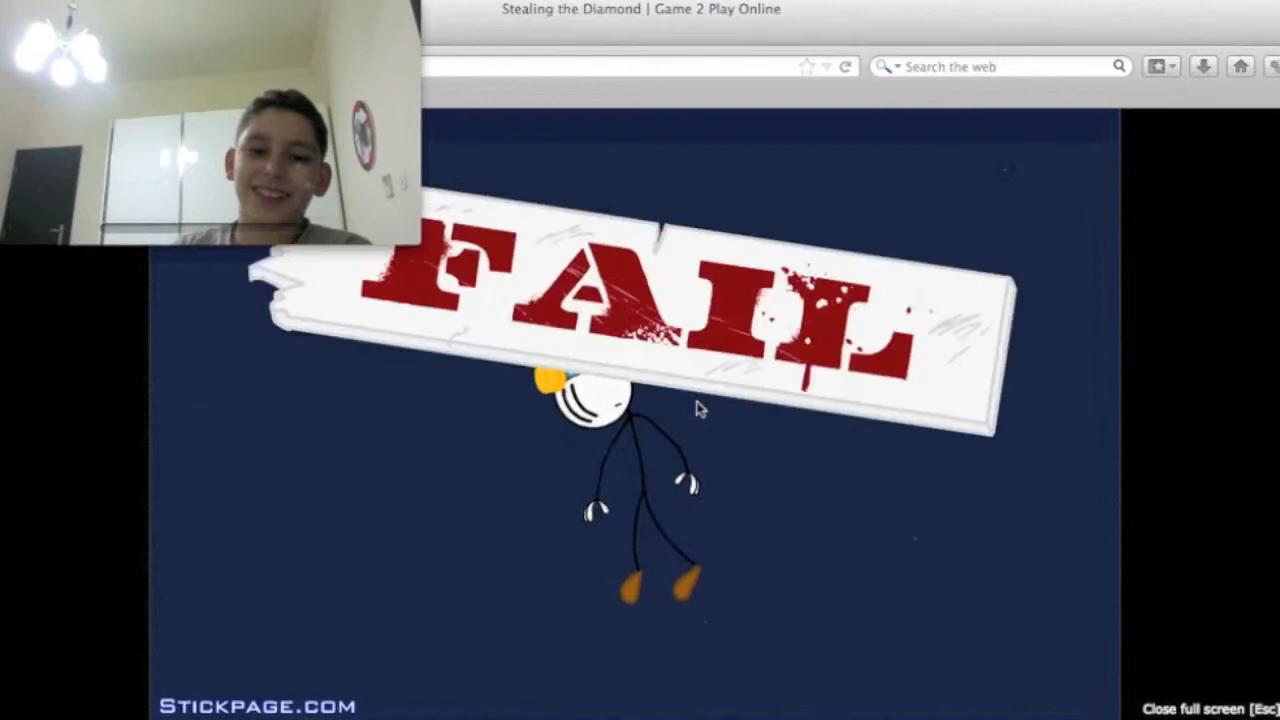 Stealing the Diamond | Game 2 Play Online
Search the web
FAIL
STICKPAGE.COM
Close full screen [Esc]